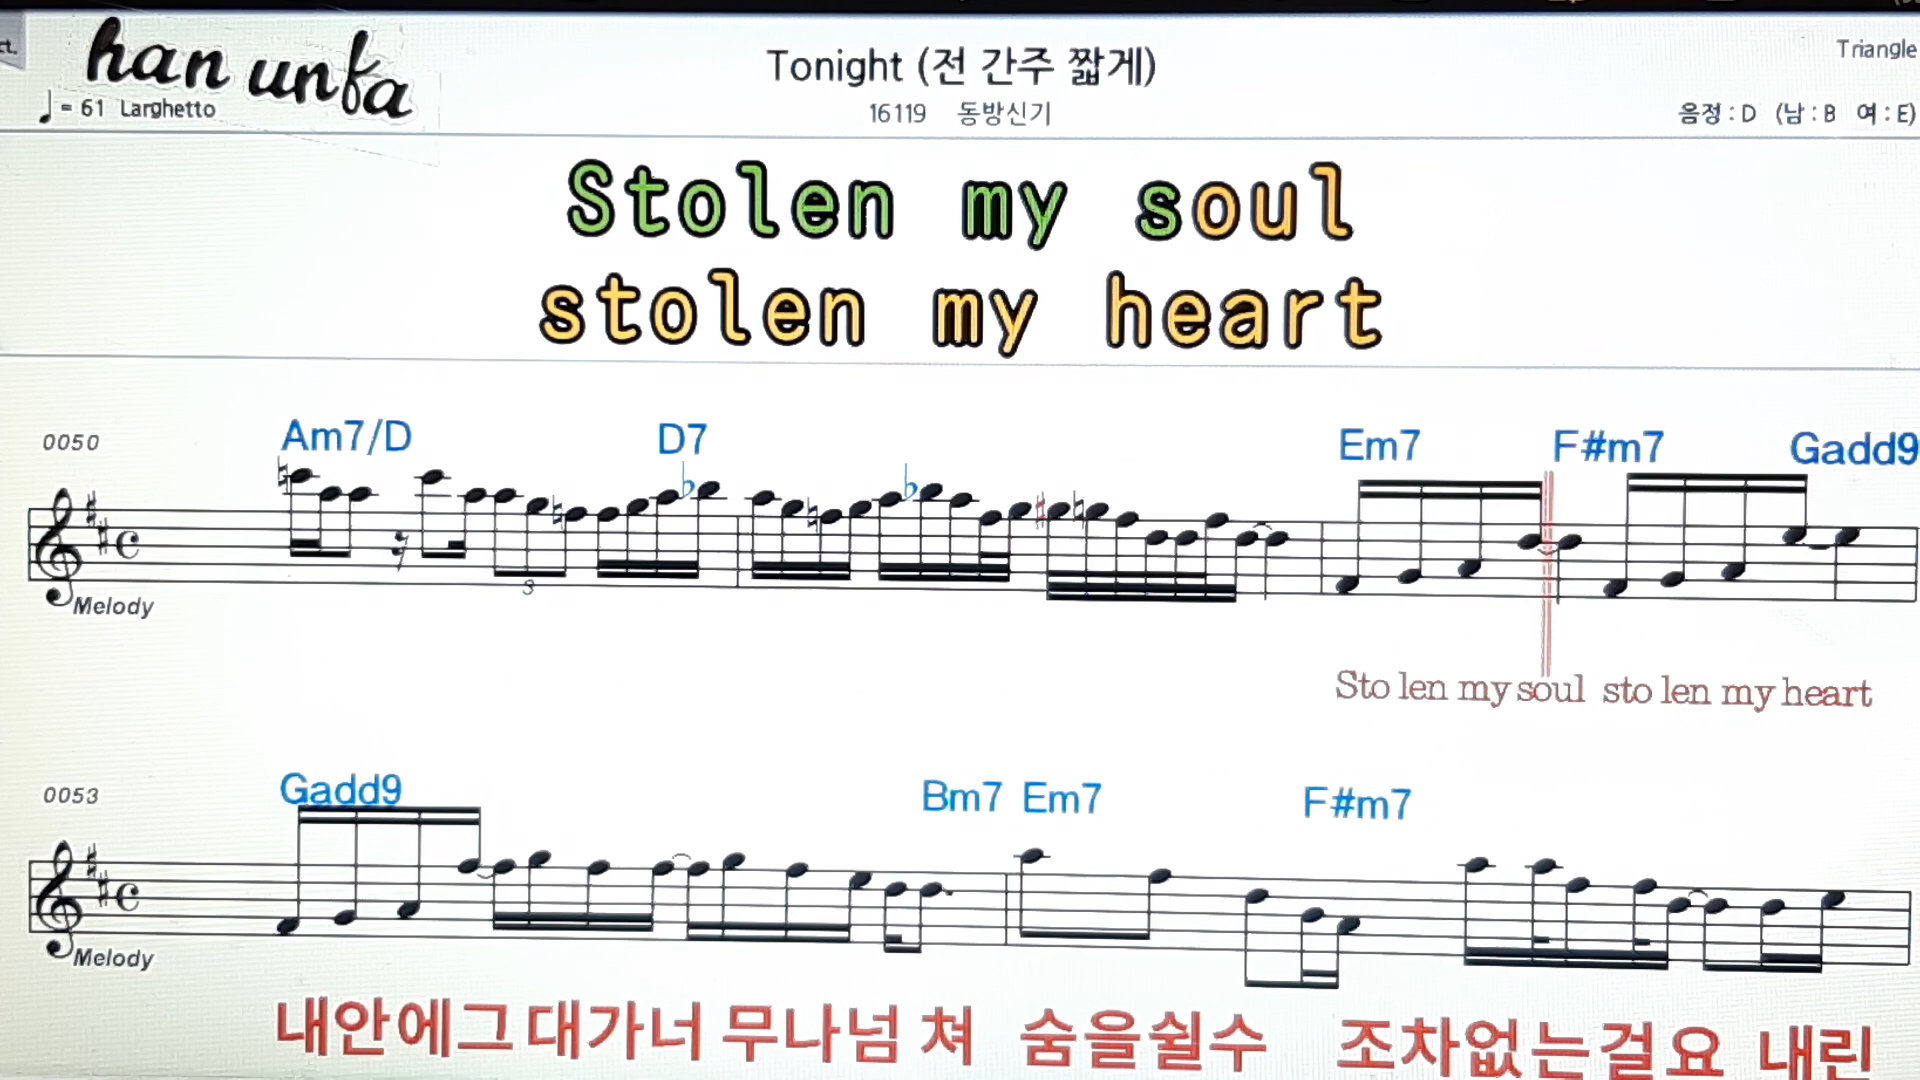 ct.
han unfa
Tonight (전 간주 짧게)
Triangle
♩ = 61 Larghetto
16119 동방신기
음정 : D (남 : B 여 : E)
Stolen my soul
stolen my heart
0050 Am7/D D7 Em7 F#m7 Gadd9
3
Melody
Sto len my soul sto len my heart
0053 Gadd9 Bm7 Em7 F#m7
Melody
내안에그대가너 무나넘 쳐 숨을쉴수 조차없는걸요 내린